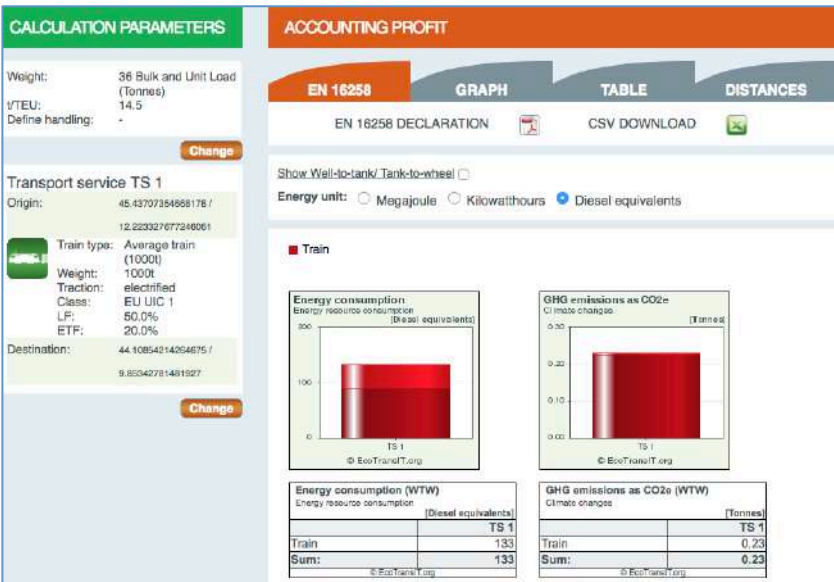 CALCULATION PARAMETERS
Weight: 36 Bulk and Unit Load
(Tonnes)
t/TEU: 14.5
Define handling: -
Change
Transport service TS 1
Origin: 45.43707354668178 /
12.223327677246061
Train type: Average train
(1000t)
Weight: 1000t
Traction: electrified
Class: EU UIC 1
LF: 50.0%
ETF: 20.0%
Destination: 44.10854214264675 /
9.85342781481927
Change
ACCOUNTING PROFIT
EN 16258 GRAPH TABLE DISTANCES
EN 16258 DECLARATION CSV DOWNLOAD
Show Well-to-tank/ Tank-to-wheel
Energy unit: Megajoule Kilowatthours Diesel equivalents
Train
Energy consumption
Energy resource consumption
[Diesel equivalents]
200
100
0
TS 1
© EcoTransIT.org
GHG emissions as CO2e
Climate changes
[Tonnes]
0.30
0.20
0.10
0.00
TS 1
© EcoTransIT.org
Energy consumption (WTW)
Energy resource consumption
[Diesel equivalents]
TS 1
Train 133
Sum: 133
© EcoTransIT.org
GHG emissions as CO2e (WTW)
Climate changes
[Tonnes]
TS 1
Train 0.23
Sum: 0.23
© EcoTransIT.org